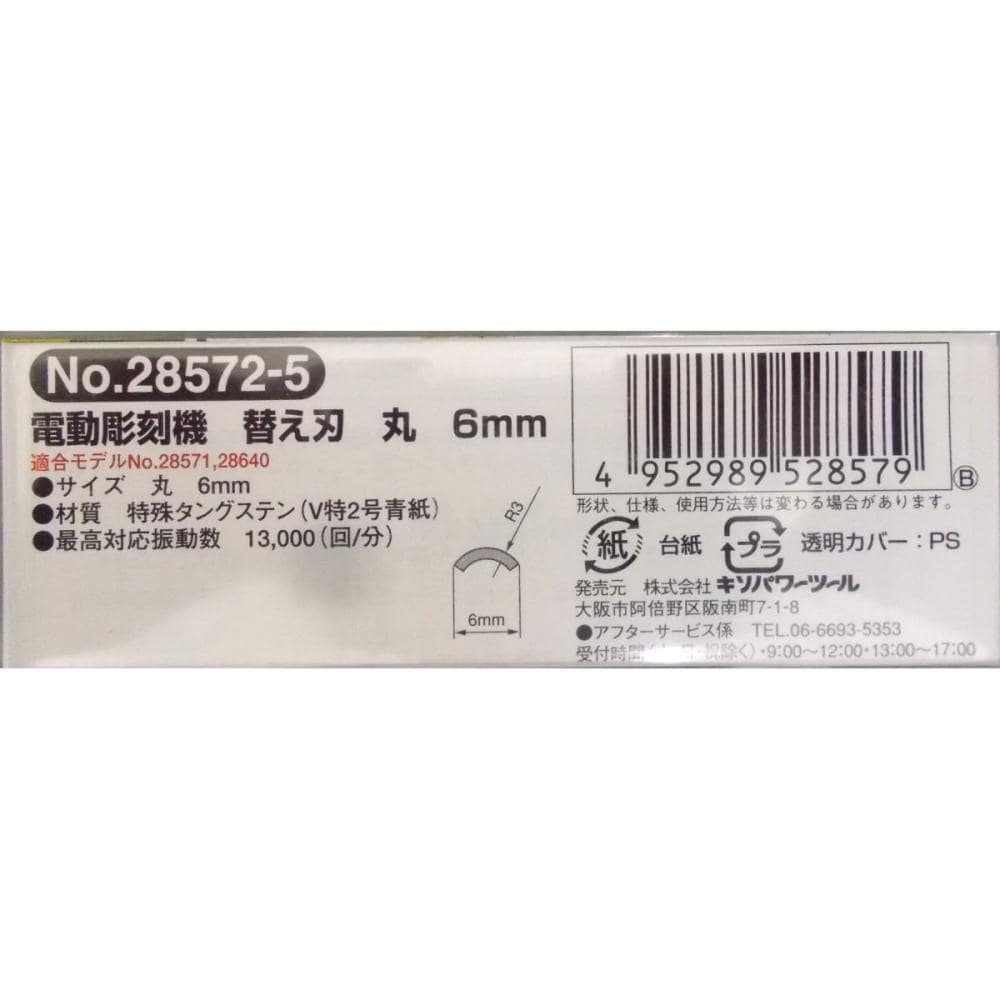 No.28572-5
電動彫刻機 替え刃 丸 6mm
適合モデルNo.28571,28640
●サイズ 丸 6mm
●材質 特殊タングステン(V特2号青紙)
●最高対応振動数 13,000(回/分)
R3
6mm
4 952989 528579
B
形状、仕様、使用方法等は変わる場合があります。
紙 台紙 プラ 透明カバー:PS
発売元 株式会社 キソパワーツール
大阪市阿倍野区阪南町7-1-8
●アフターサービス係 TEL.06-6693-5353
受付時間( 祝除く)・9:00〜12:00・13:00〜17:00